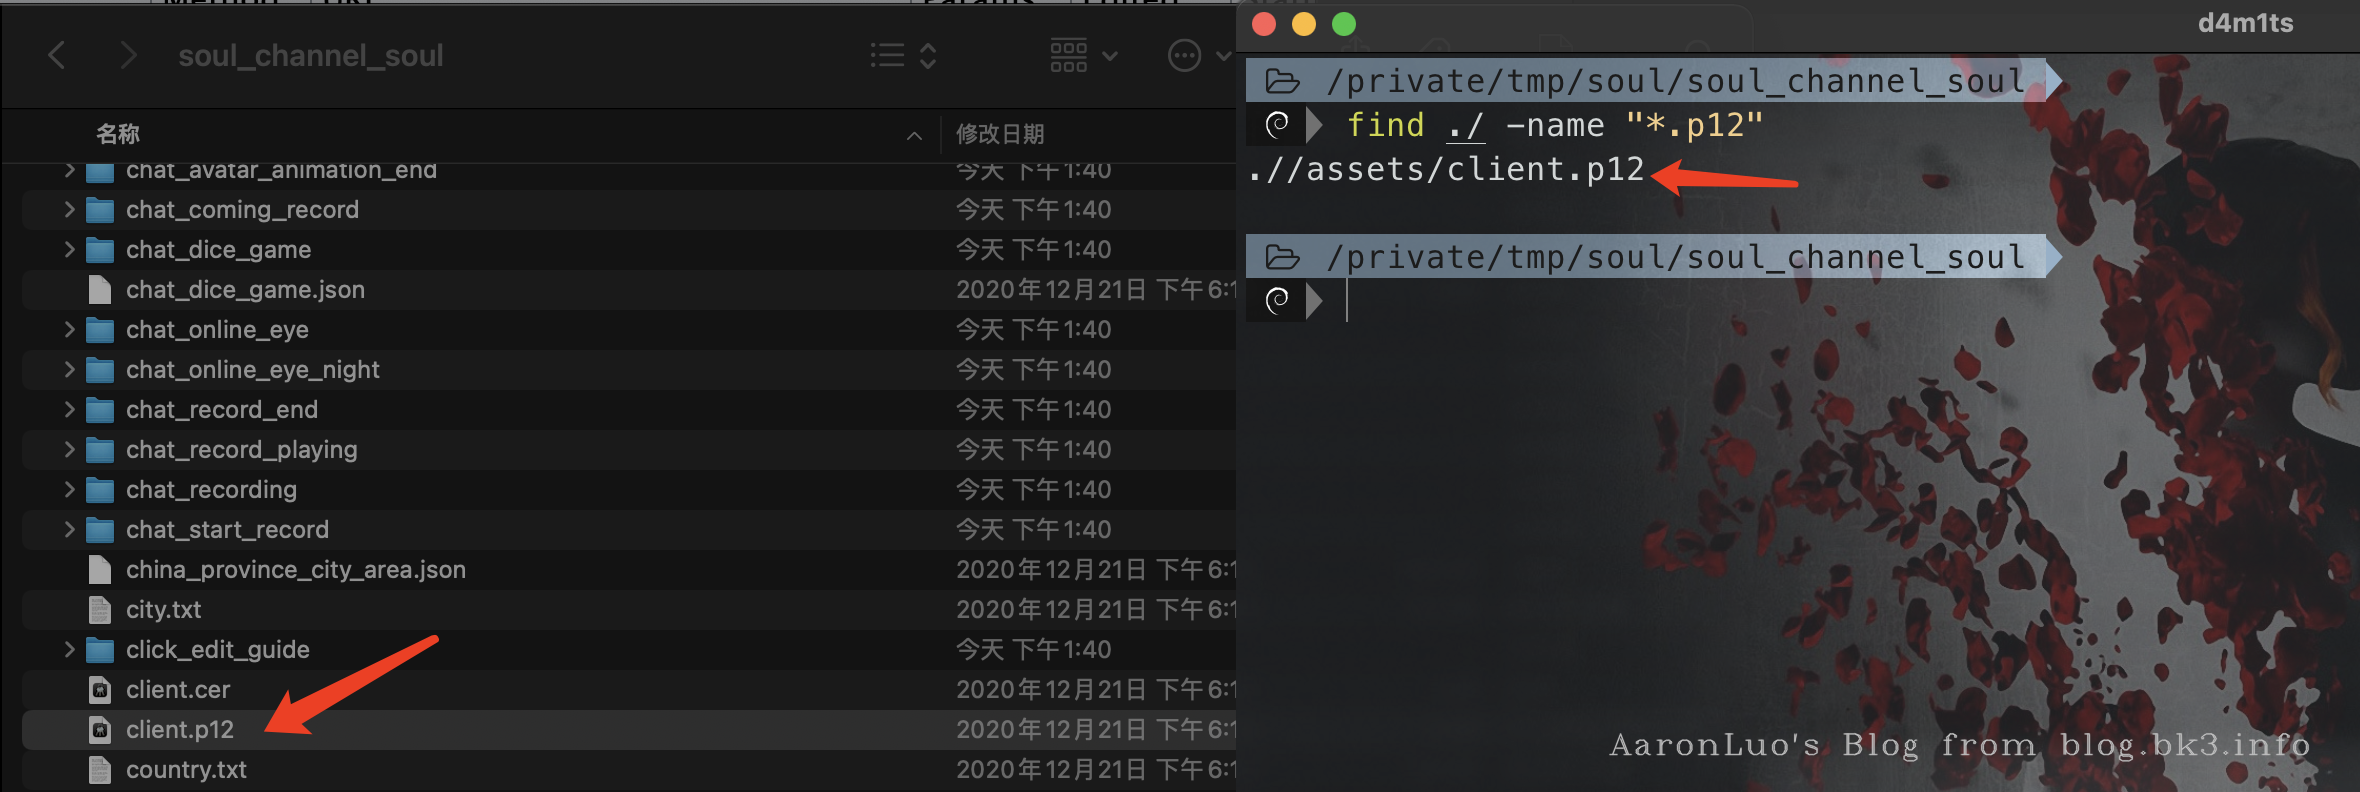 soul_channel_soul
名称 修改日期
chat_avatar_animation_end 今天 下午1:40
chat_coming_record 今天 下午1:40
chat_dice_game 今天 下午1:40
chat_dice_game.json 2020年12月21日 下午6:1
chat_online_eye 今天 下午1:40
chat_online_eye_night 今天 下午1:40
chat_record_end 今天 下午1:40
chat_record_playing 今天 下午1:40
chat_recording 今天 下午1:40
chat_start_record 今天 下午1:40
china_province_city_area.json 2020年12月21日 下午6:1
city.txt 2020年12月21日 下午6:1
click_edit_guide 今天 下午1:40
client.cer 2020年12月21日 下午6:1
client.p12 2020年12月21日 下午6:1
country.txt 2020年12月21日 下午6:1
d4m1ts
/private/tmp/soul/soul_channel_soul
find ./ -name "*.p12"
.//assets/client.p12
/private/tmp/soul/soul_channel_soul
AaronLuo's Blog from blog.bk3.info